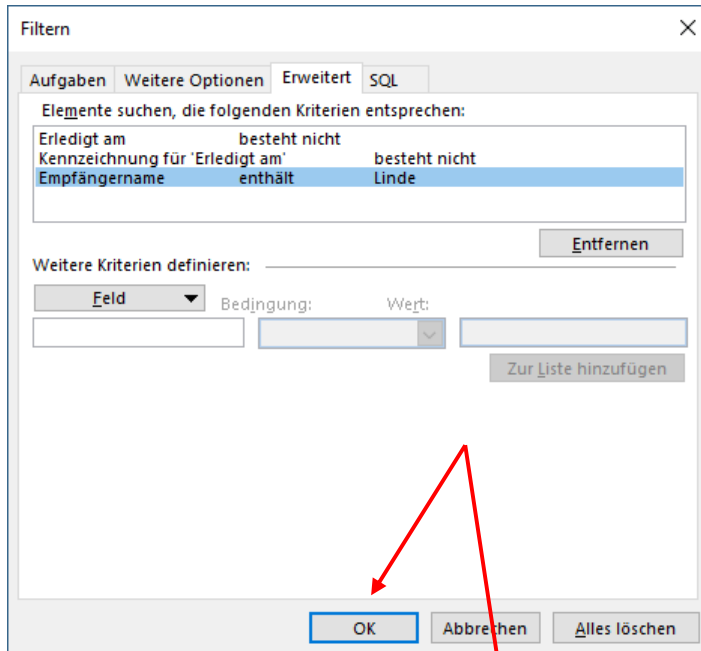 Filtern
Aufgaben Weitere Optionen Erweitert SQL
Elemente suchen, die folgenden Kriterien entsprechen:
Erledigt am besteht nicht
Kennzeichnung für 'Erledigt am' besteht nicht
Empfängername enthält Linde
Entfernen
Weitere Kriterien definieren:
Feld Bedingung: Wert:
Zur Liste hinzufügen
OK Abbrechen Alles löschen